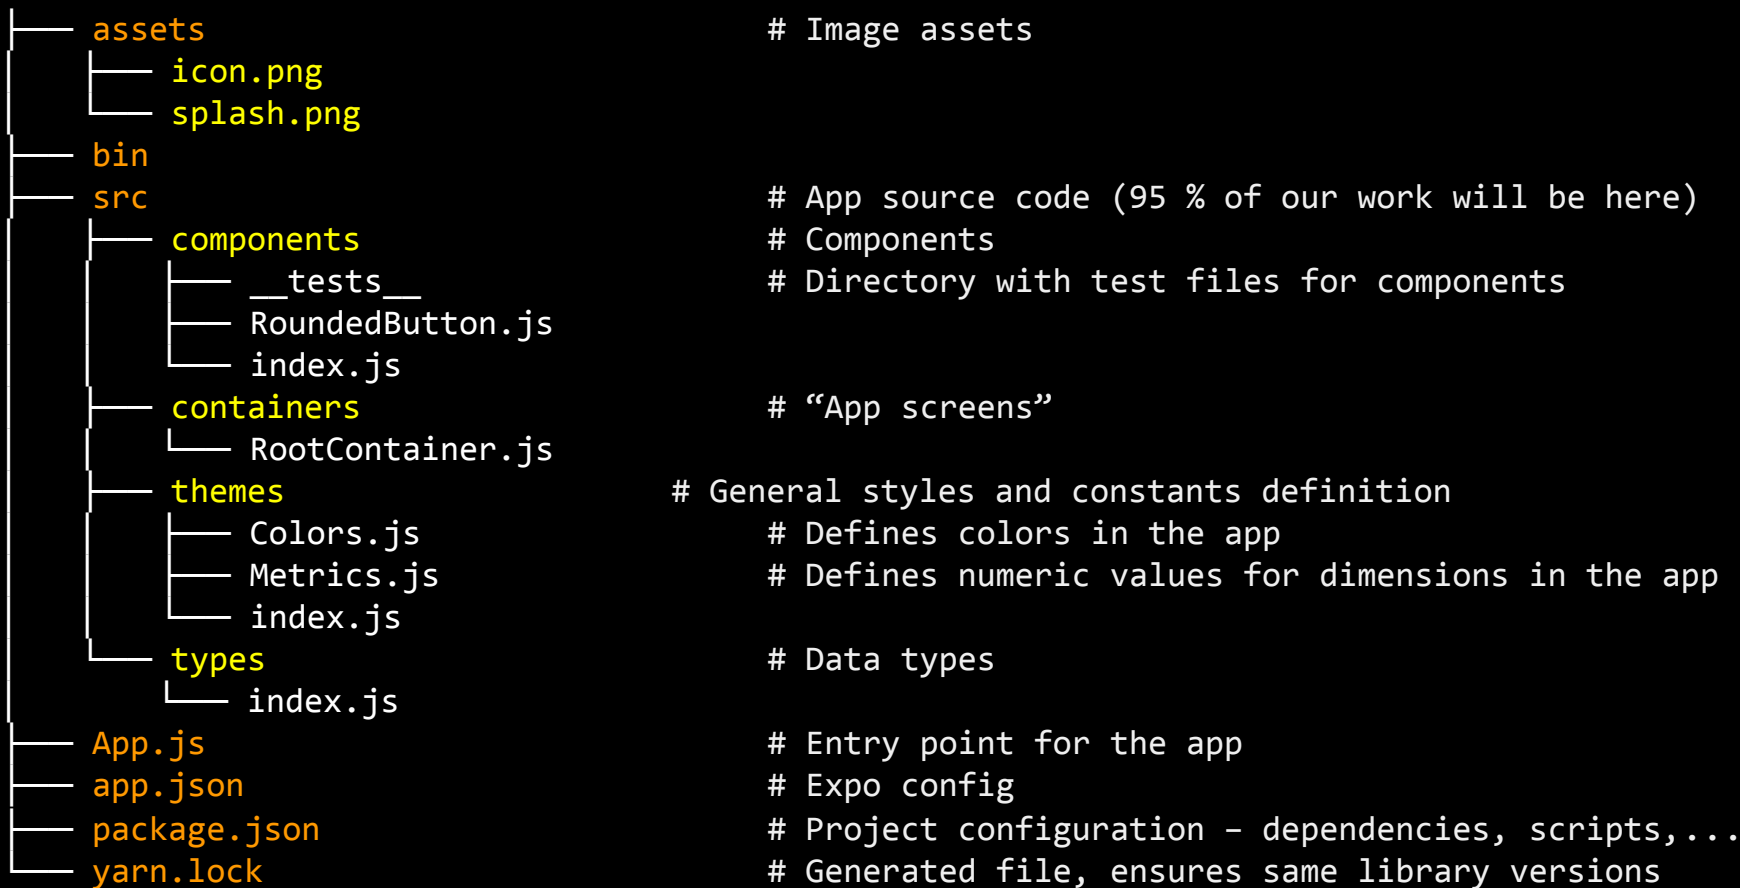 ├── assets # Image assets
│   ├── icon.png
│   └── splash.png
├── bin
├── src # App source code (95 % of our work will be here)
│   ├── components # Components
│   │   ├── __tests__ # Directory with test files for components
│   │   ├── RoundedButton.js
│   │   └── index.js
│   ├── containers # “App screens”
│   │   └── RootContainer.js
│   ├── themes # General styles and constants definition
│   │   ├── Colors.js # Defines colors in the app
│   │   ├── Metrics.js # Defines numeric values for dimensions in the app
│   │   └── index.js
│   └── types # Data types
│       └── index.js
├── App.js # Entry point for the app
├── app.json # Expo config
├── package.json # Project configuration – dependencies, scripts,...
└── yarn.lock # Generated file, ensures same library versions